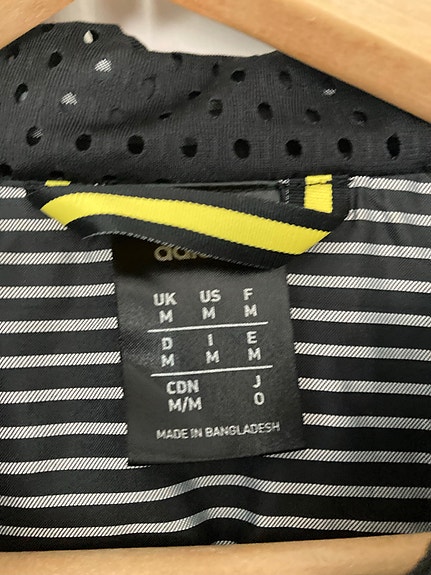 UK US F
M M M
D I E
M M M
CDN J
M/M O
MADE IN BANGLADESH